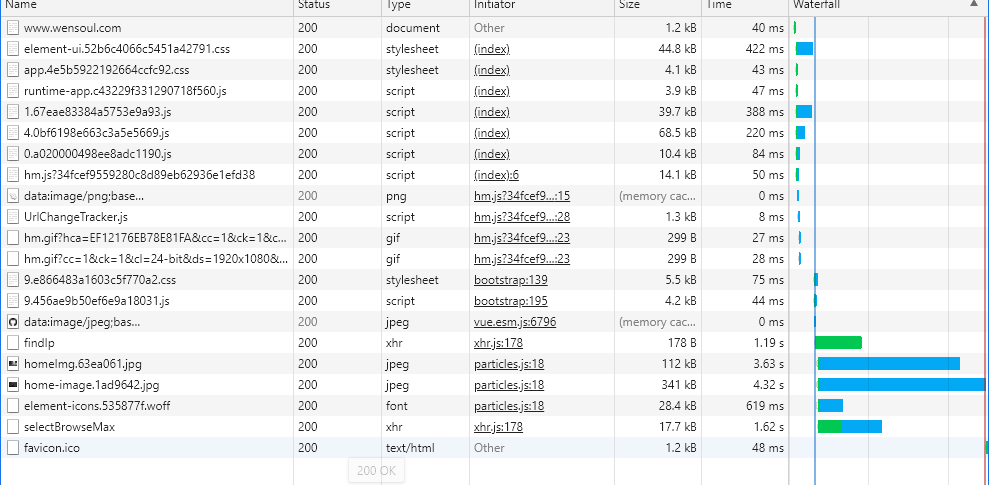 Name Status Type Initiator Size Time Waterfall
www.wensoul.com 200 document Other 1.2 kB 40 ms
element-ui.52b6c4066c5451a42791.css 200 stylesheet (index) 44.8 kB 422 ms
app.4e5b5922192664ccfc92.css 200 stylesheet (index) 4.1 kB 43 ms
runtime-app.c43229f331290718f560.js 200 script (index) 3.9 kB 47 ms
1.67eae83384a5753e9a93.js 200 script (index) 39.7 kB 388 ms
4.0bf6198e663c3a5e5669.js 200 script (index) 68.5 kB 220 ms
0.a020000498ee8adc1190.js 200 script (index) 10.4 kB 84 ms
hm.js?34fcef9559280c8d89eb62936e1efd38 200 script (index):6 14.1 kB 50 ms
data:image/png;base... 200 png hm.js?34fcef9…:15 (memory cac... 0 ms
UrlChangeTracker.js 200 script hm.js?34fcef9…:28 1.3 kB 8 ms
hm.gif?hca=EF12176EB78E81FA&cc=1&ck=1&c... 200 gif hm.js?34fcef9…:23 299 B 27 ms
hm.gif?cc=1&ck=1&cl=24-bit&ds=1920x1080&... 200 gif hm.js?34fcef9…:23 299 B 28 ms
9.e866483a1603c5f770a2.css 200 stylesheet bootstrap:139 5.5 kB 75 ms
9.456ae9b50ef6e9a18031.js 200 script bootstrap:195 4.2 kB 44 ms
data:image/jpeg;bas... 200 jpeg vue.esm.js:6796 (memory cac... 0 ms
findIp 200 xhr xhr.js:178 178 B 1.19 s
homeImg.63ea061.jpg 200 jpeg particles.js:18 112 kB 3.63 s
home-image.1ad9642.jpg 200 jpeg particles.js:18 341 kB 4.32 s
element-icons.535877f.woff 200 font particles.js:18 28.4 kB 619 ms
selectBrowseMax 200 xhr xhr.js:178 17.7 kB 1.62 s
favicon.ico 200 text/html Other 1.2 kB 48 ms
200 OK